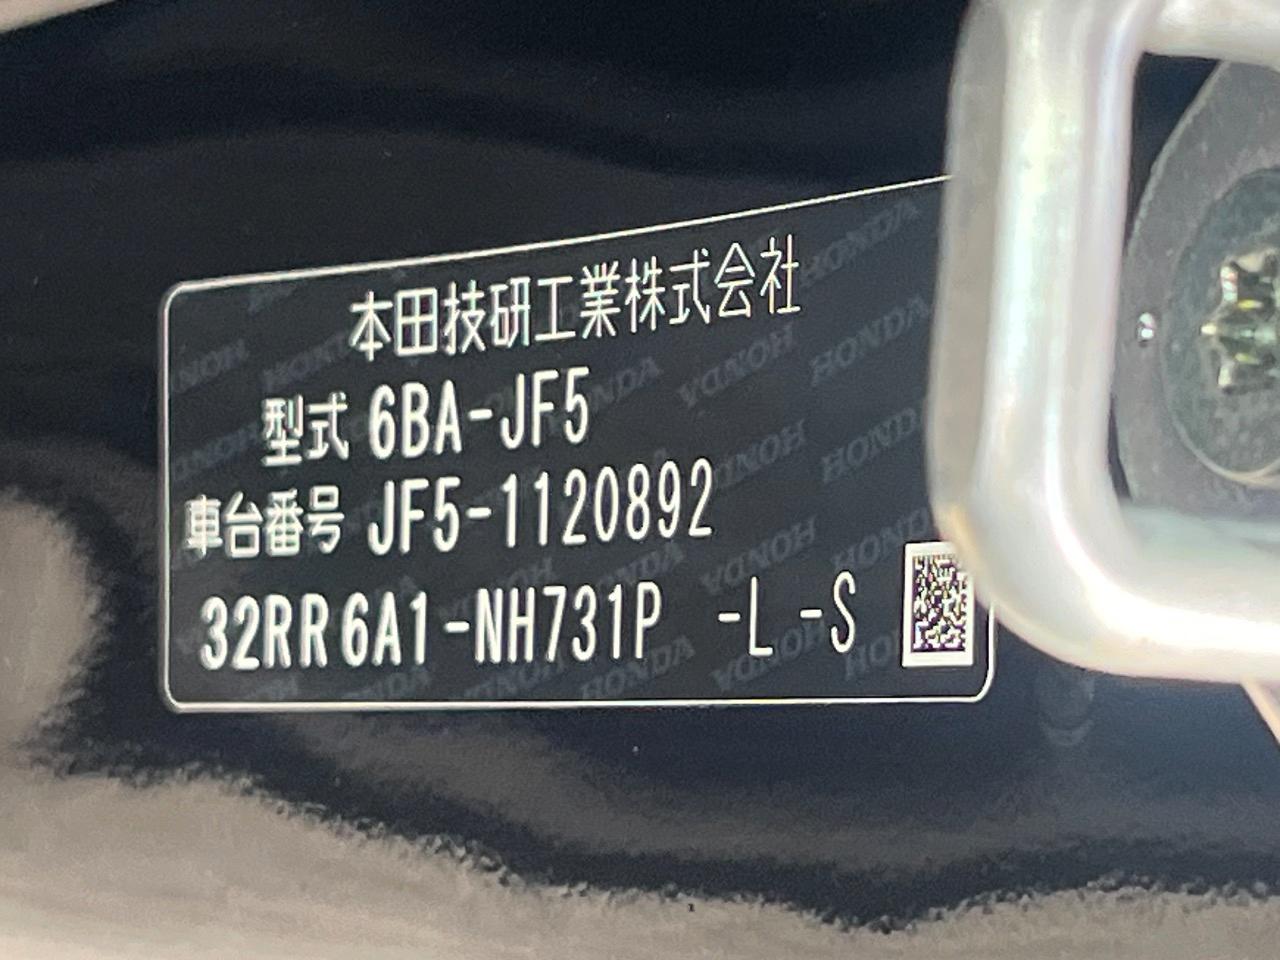 本田技研工業株式会社
型式 6BA-JF5
車台番号 JF5-1120892
32RR6A1-NH731P -L-S